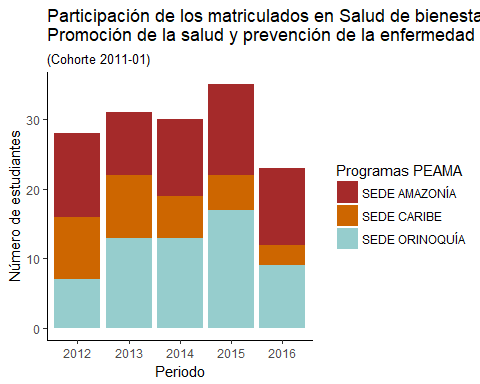 Participación de los matriculados en Salud de bienesta
Promoción de la salud y prevención de la enfermedad
(Cohorte 2011-01)
Número de estudiantes
30
20
10
0
2012 2013 2014 2015 2016
Periodo
Programas PEAMA
SEDE AMAZONÍA
SEDE CARIBE
SEDE ORINOQUÍA